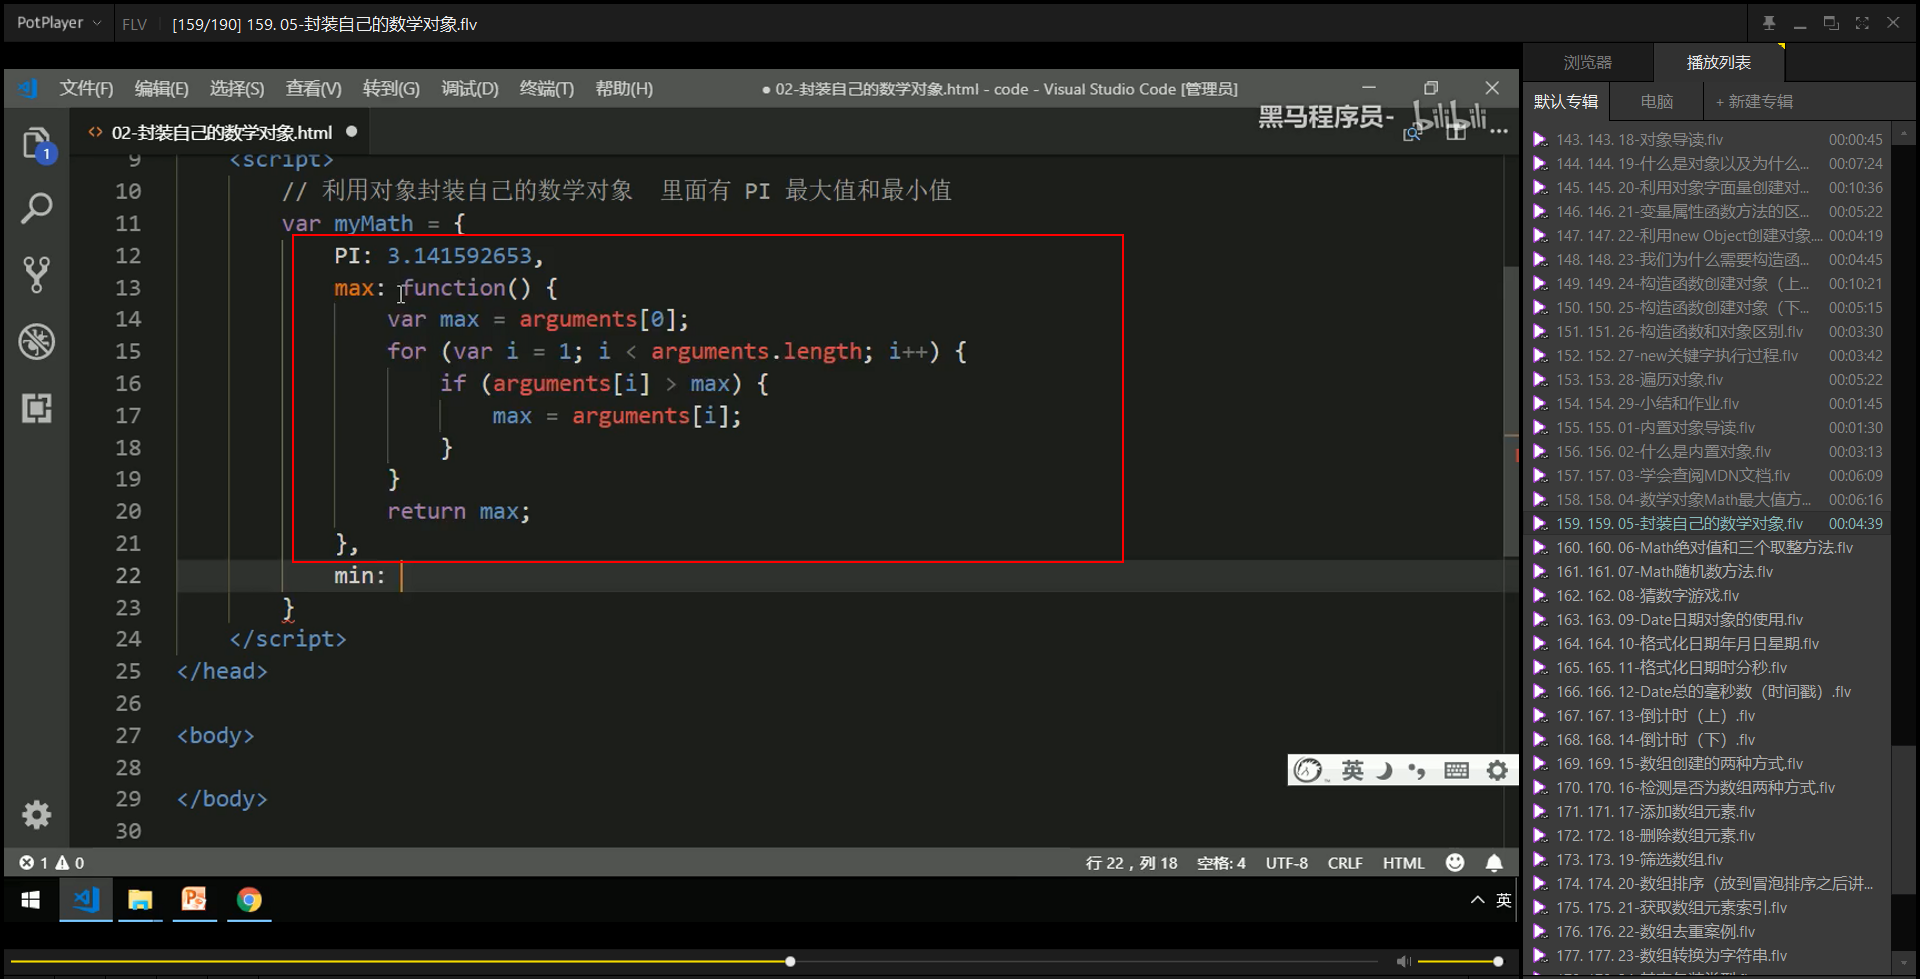 PotPlayer FLV [159/190] 159. 05-封装自己的数学对象.flv
文件(F) 编辑(E) 选择(S) 查看(V) 转到(G) 调试(D) 终端(T) 帮助(H) ● 02-封装自己的数学对象.html - code - Visual Studio Code [管理员]
黑马程序员- bilibili
1
<> 02-封装自己的数学对象.html ●
9 <script>
10 // 利用对象封装自己的数学对象 里面有 PI 最大值和最小值
11 var myMath = {
12 PI: 3.141592653,
13 max: function() {
14 var max = arguments[0];
15 for (var i = 1; i < arguments.length; i++) {
16 if (arguments[i] > max) {
17 max = arguments[i];
18 }
19 }
20 return max;
21 },
22 min:
23 }
24 </script>
25 </head>
26
27 <body>
28
29 </body>
30
英
1 0 行 22，列 18 空格: 4 UTF-8 CRLF HTML
英
浏览器 播放列表
默认专辑 电脑 + 新建专辑
143. 143. 18-对象导读.flv 00:00:45
144. 144. 19-什么是对象以及为什么... 00:07:24
145. 145. 20-利用对象字面量创建对... 00:10:36
146. 146. 21-变量属性函数方法的区... 00:05:22
147. 147. 22-利用new Object创建对象.... 00:04:19
148. 148. 23-我们为什么需要构造函... 00:04:45
149. 149. 24-构造函数创建对象（上... 00:10:21
150. 150. 25-构造函数创建对象（下... 00:05:15
151. 151. 26-构造函数和对象区别.flv 00:03:30
152. 152. 27-new关键字执行过程.flv 00:03:42
153. 153. 28-遍历对象.flv 00:05:22
154. 154. 29-小结和作业.flv 00:01:45
155. 155. 01-内置对象导读.flv 00:01:30
156. 156. 02-什么是内置对象.flv 00:03:13
157. 157. 03-学会查阅MDN文档.flv 00:06:09
158. 158. 04-数学对象Math最大值方... 00:06:16
159. 159. 05-封装自己的数学对象.flv 00:04:39
160. 160. 06-Math绝对值和三个取整方法.flv
161. 161. 07-Math随机数方法.flv
162. 162. 08-猜数字游戏.flv
163. 163. 09-Date日期对象的使用.flv
164. 164. 10-格式化日期年月日星期.flv
165. 165. 11-格式化日期时分秒.flv
166. 166. 12-Date总的毫秒数（时间戳）.flv
167. 167. 13-倒计时（上）.flv
168. 168. 14-倒计时（下）.flv
169. 169. 15-数组创建的两种方式.flv
170. 170. 16-检测是否为数组两种方式.flv
171. 171. 17-添加数组元素.flv
172. 172. 18-删除数组元素.flv
173. 173. 19-筛选数组.flv
174. 174. 20-数组排序（放到冒泡排序之后讲...
175. 175. 21-获取数组元素索引.flv
176. 176. 22-数组去重案例.flv
177. 177. 23-数组转换为字符串.flv